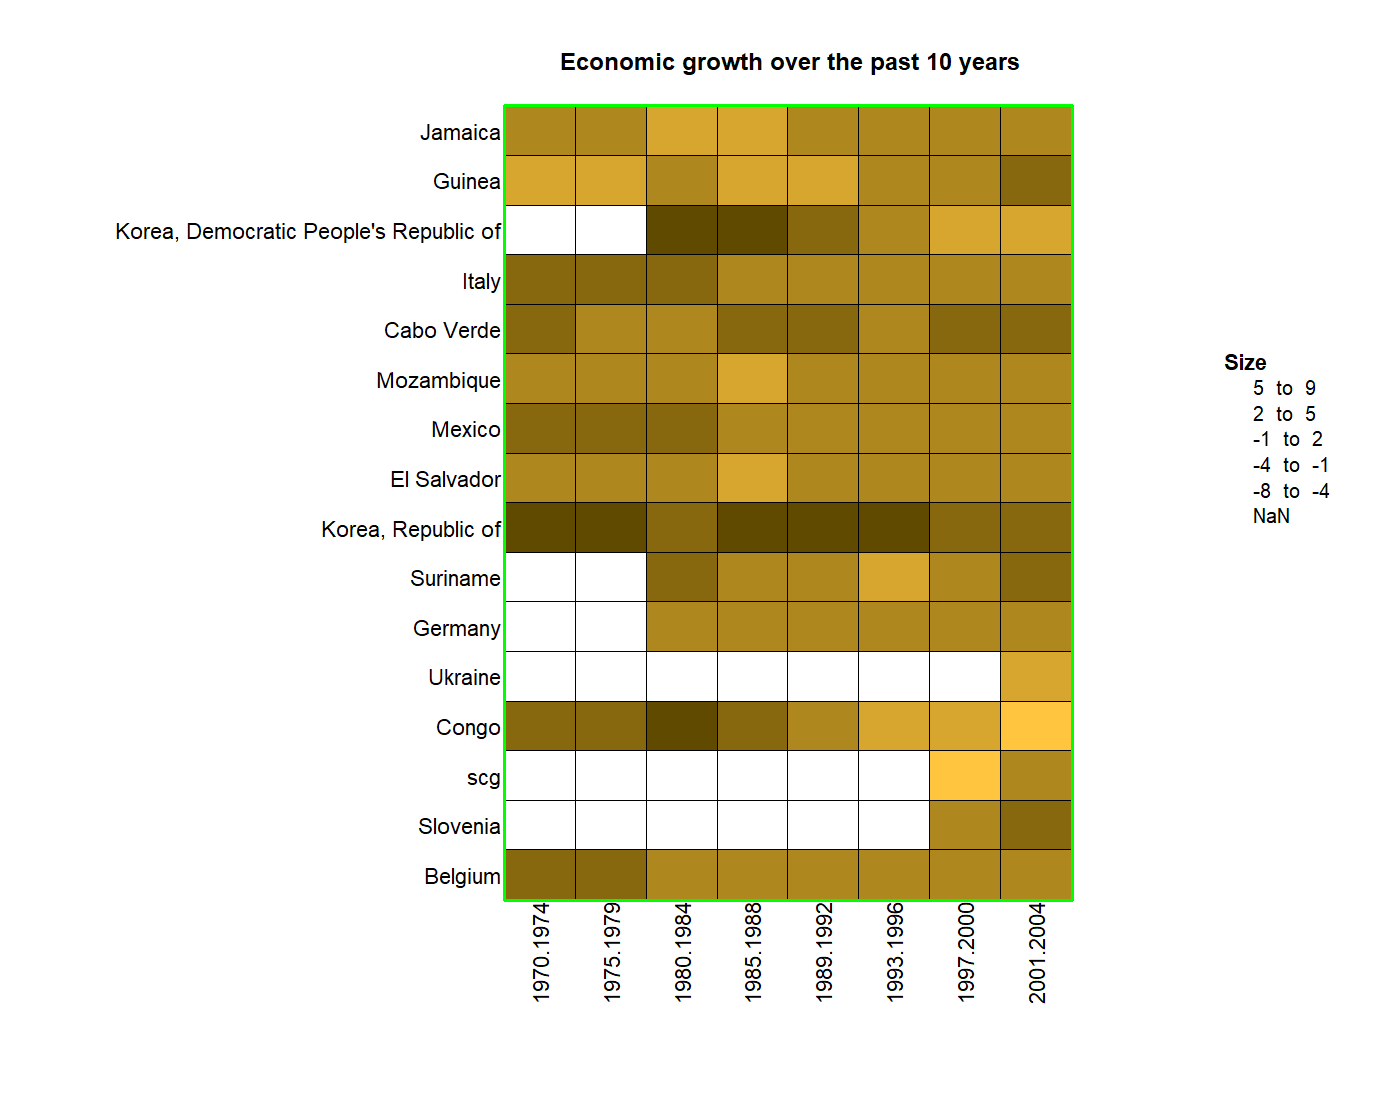 Economic growth over the past 10 years
Jamaica
Guinea
Korea, Democratic People's Republic of
Italy
Cabo Verde
Mozambique
Mexico
El Salvador
Korea, Republic of
Suriname
Germany
Ukraine
Congo
scg
Slovenia
Belgium
1970.1974
1975.1979
1980.1984
1985.1988
1989.1992
1993.1996
1997.2000
2001.2004
Size
5 to 9
2 to 5
-1 to 2
-4 to -1
-8 to -4
NaN